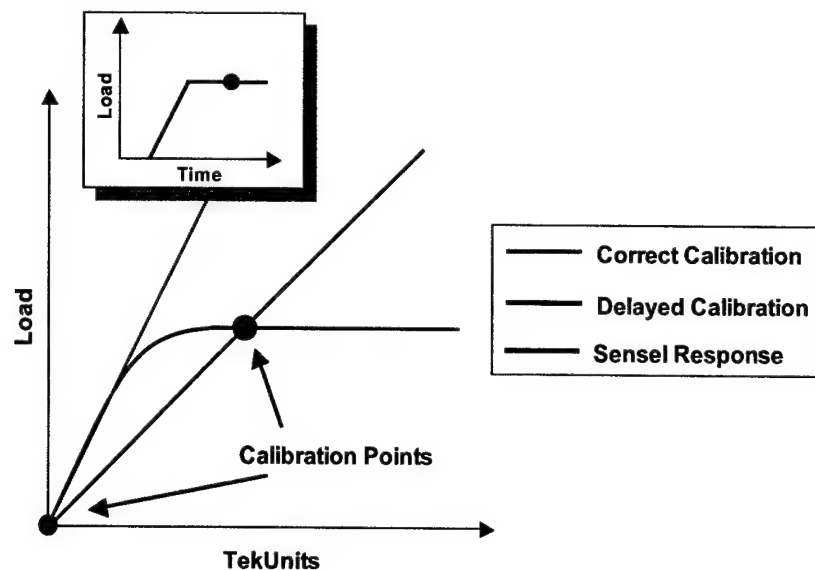 Load
Time
Load
Correct Calibration
Delayed Calibration
Sensel Response
Calibration Points
TekUnits